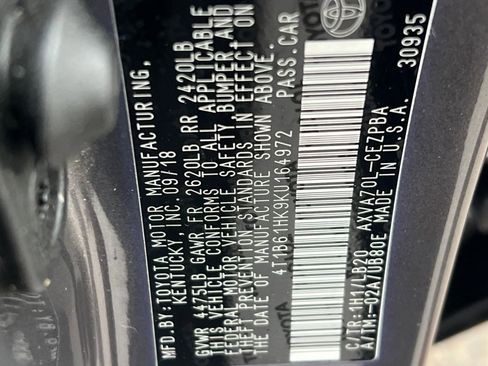 MFD.BY:TOYOTA MOTOR MANUFACTURING,
KENTUCKY, INC. 09/18
GVWR 4475LB GAWR FR 2620LB RR 2420LB
THIS VEHICLE CONFORMS TO ALL APPLICABLE
FEDERAL MOTOR VEHICLE SAFETY, BUMPER, AND
THEFT PREVENTION STANDARDS IN EFFECT ON
THE DATE OF MANUFACTURE SHOWN ABOVE.
4T1B61HK9KU164972 PASS.CAR
C/TR:1H1/LB20 AXVA70L-CEZPBA
A/TM:-02A/UB80E MADE IN U.S.A. 30935
TOYOTA
TOYOTA